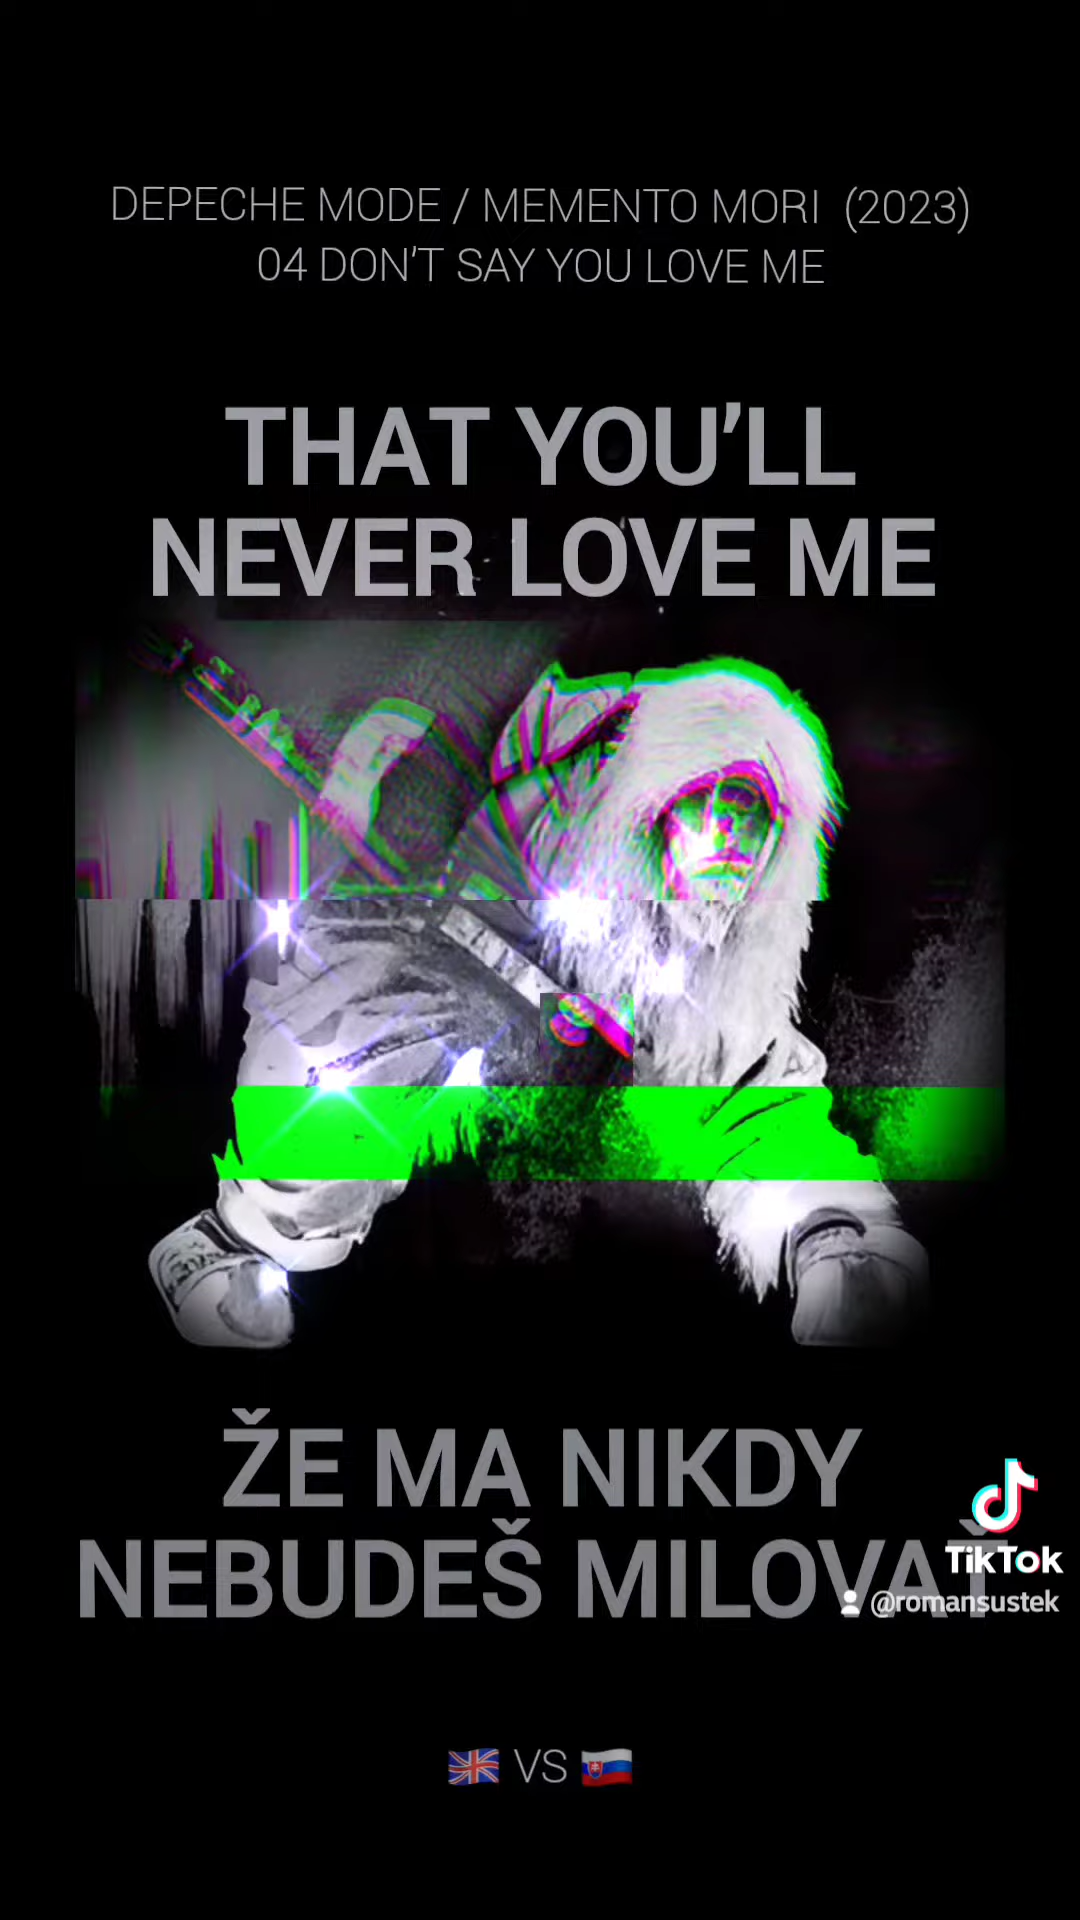 DEPECHE MODE / MEMENTO MORI (2023)
04 DON'T SAY YOU LOVE ME
THAT YOU'LL
NEVER LOVE ME
ŽE MA NIKDY
NEBUDEŠ MILOVAŤ
TikTok
@romansustek
VS